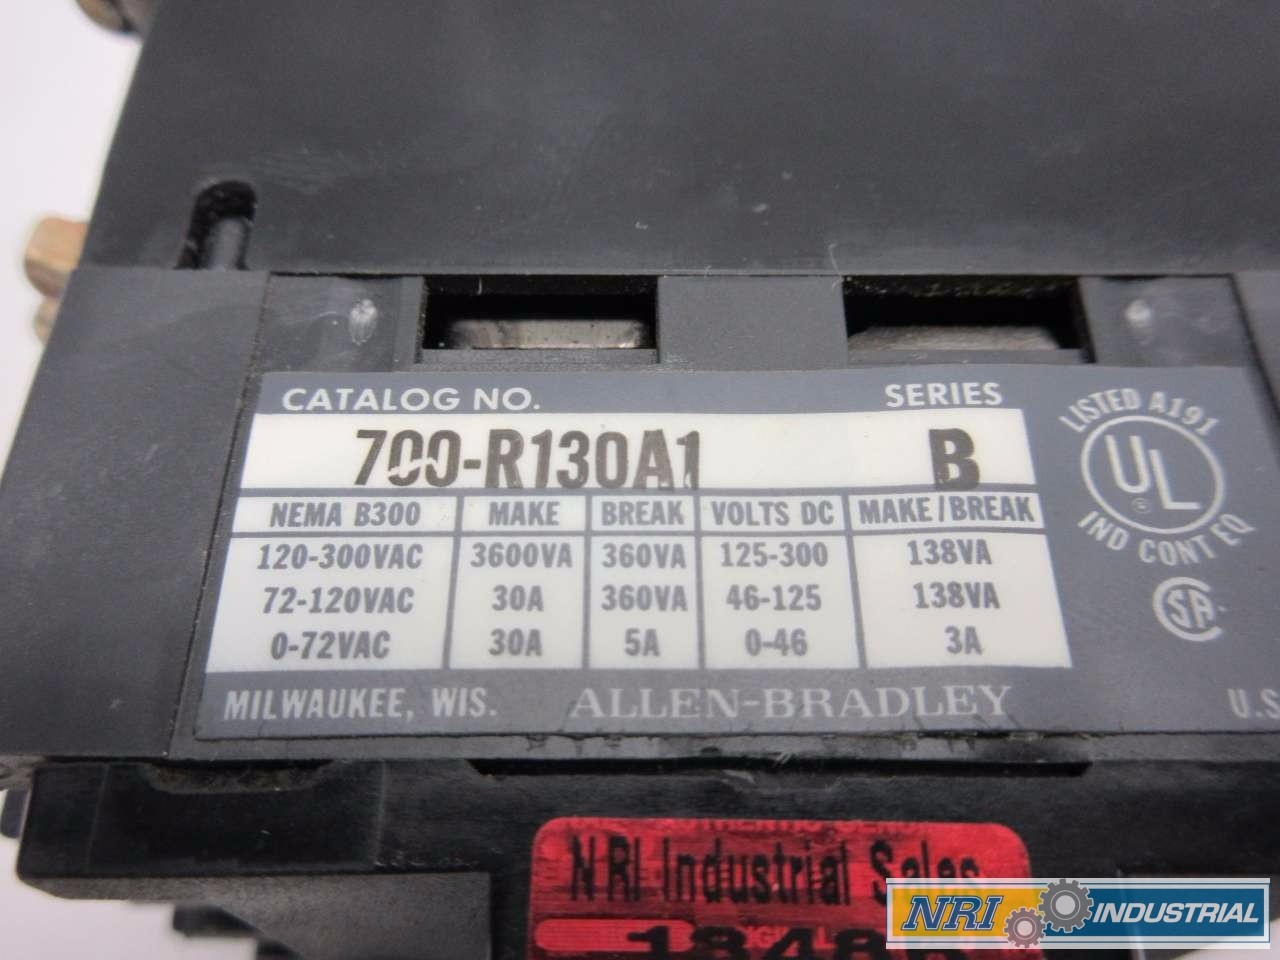 CATALOG NO. SERIES
700-R130A1 B
NEMA B300 MAKE BREAK VOLTS DC MAKE/BREAK
120-300VAC 3600VA 360VA 125-300 138VA
72-120VAC 30A 360VA 46-125 138VA
0-72VAC 30A 5A 0-46 3A
MILWAUKEE, WIS. ALLEN-BRADLEY U.S
LISTED A191
UL
IND CONT EQ
SA
NRI Industrial Sales
NRI INDUSTRIAL